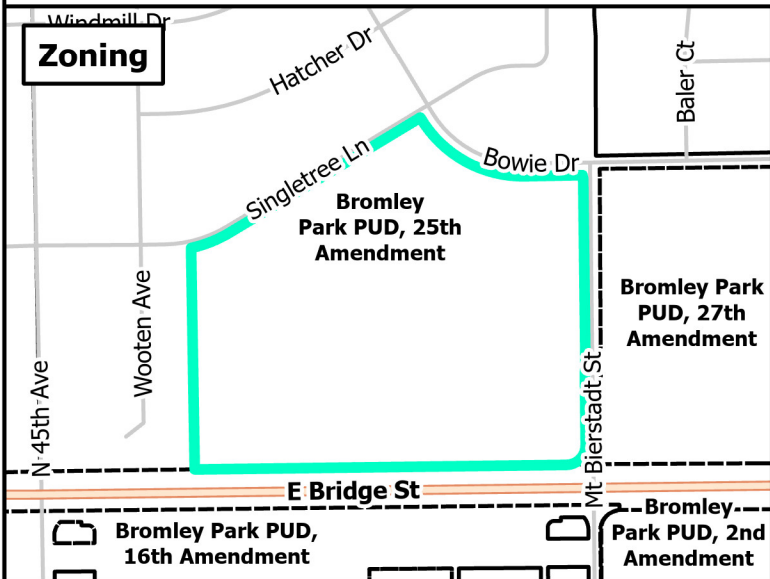 Windmill Dr
Zoning
Hatcher Dr
Baler Ct
Singletree Ln
Bowie Dr
Bromley
Park PUD, 25th
Amendment
Bromley Park
PUD, 27th
Amendment
Wooten Ave
N 45th Ave
Mt Bierstadt St
E Bridge St
Bromley Park PUD,
16th Amendment
Bromley
Park PUD, 2nd
Amendment